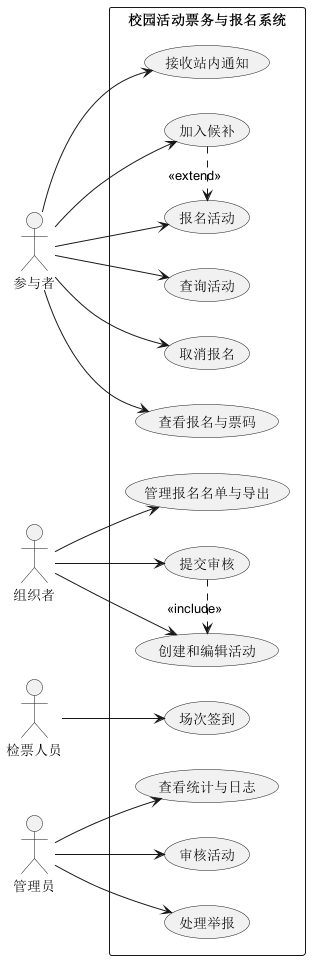 校园活动票务与报名系统
接收站内通知
加入候补
«extend»
报名活动
参与者
查询活动
取消报名
查看报名与票码
管理报名名单与导出
组织者
提交审核
«include»
创建和编辑活动
检票人员
场次签到
查看统计与日志
管理员
审核活动
处理举报